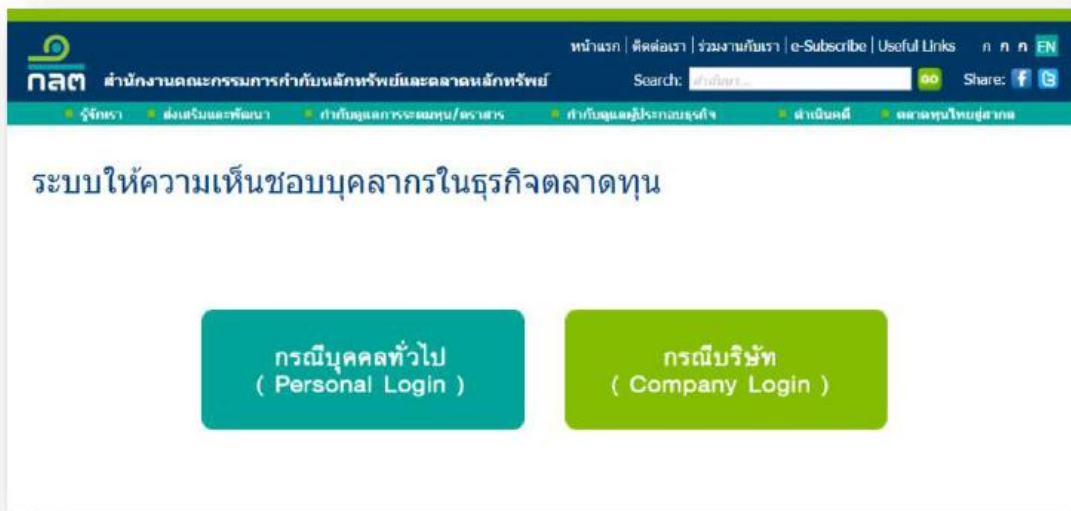 หน้าแรก | ติดต่อเรา | ร่วมงานกับเรา | e-Subscribe | Useful Links ก ก ก EN
กลต สำนักงานคณะกรรมการกำกับหลักทรัพย์และตลาดหลักทรัพย์ Search: คำค้นหา... GO Share:
รู้จักเรา ส่งเสริมและพัฒนา กำกับดูแลการระดมทุน/ตราสาร กำกับดูแลผู้ประกอบธุรกิจ ดำเนินคดี ตลาดทุนไทยสู่สากล
ระบบให้ความเห็นชอบบุคลากรในธุรกิจตลาดทุน
กรณีบุคคลทั่วไป
( Personal Login )
กรณีบริษัท
( Company Login )